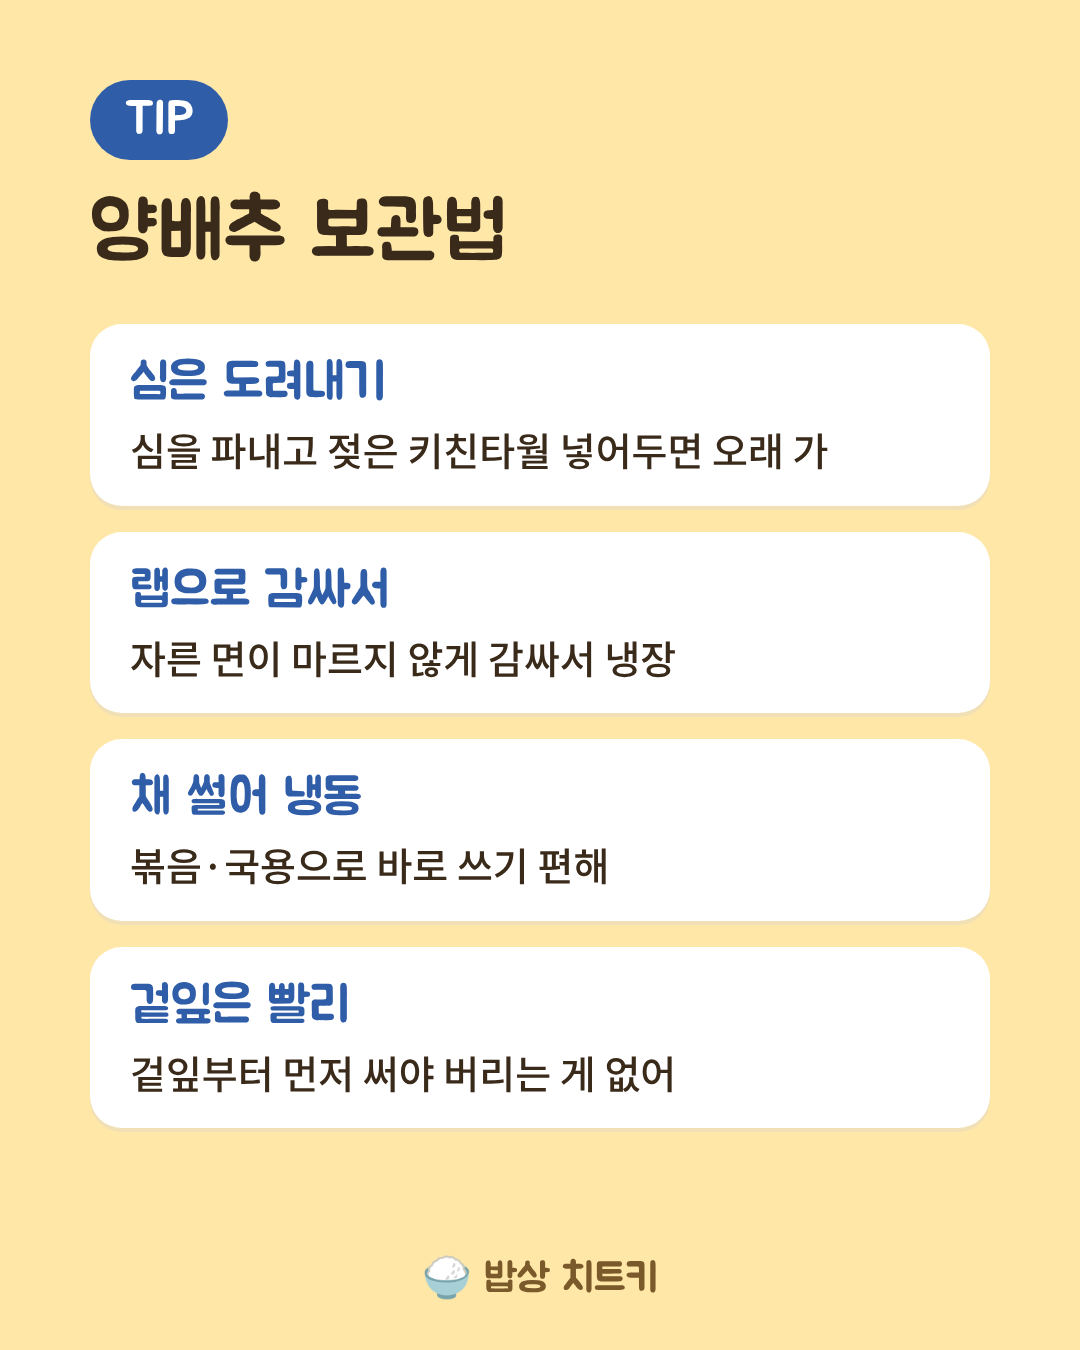 TIP
양배추 보관법
심은 도려내기
심을 파내고 젖은 키친타월 넣어두면 오래 가
랩으로 감싸서
자른 면이 마르지 않게 감싸서 냉장
채 썰어 냉동
볶음·국용으로 바로 쓰기 편해
겉잎은 빨리
겉잎부터 먼저 써야 버리는 게 없어
밥상 치트키